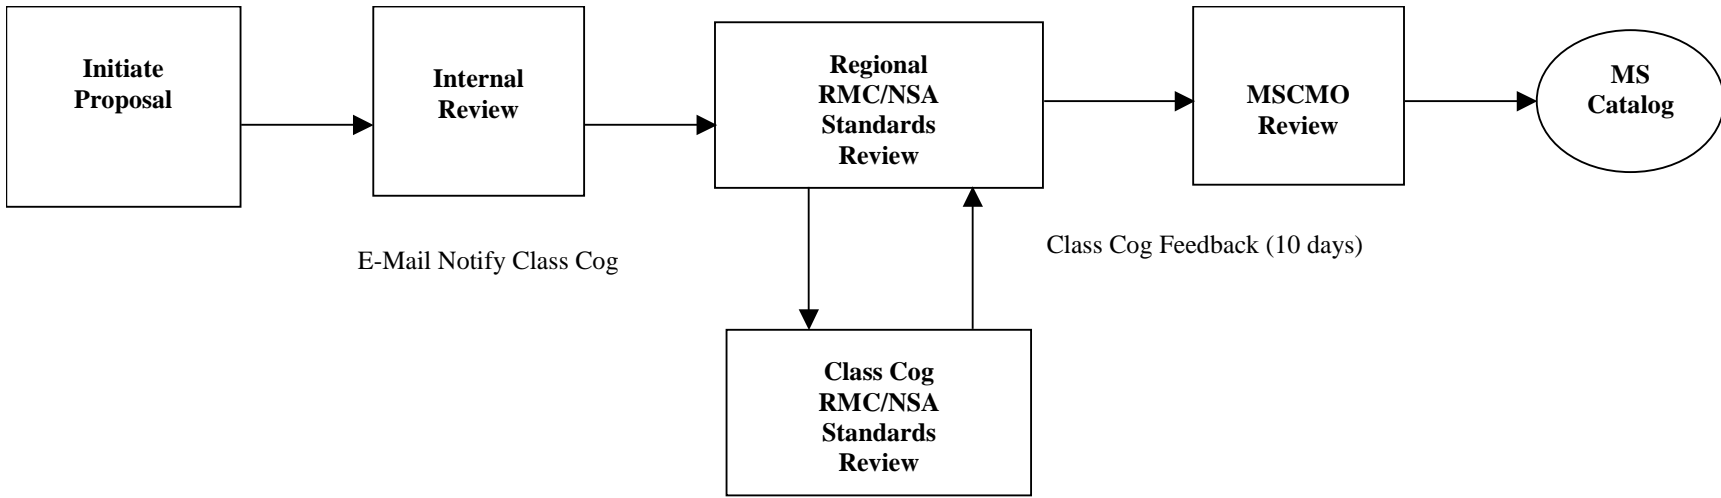 Initiate
Proposal
Internal
Review
Regional
RMC/NSA
Standards
Review
MSCMO
Review
MS
Catalog
E-Mail Notify Class Cog
Class Cog Feedback (10 days)
Class Cog
RMC/NSA
Standards
Review